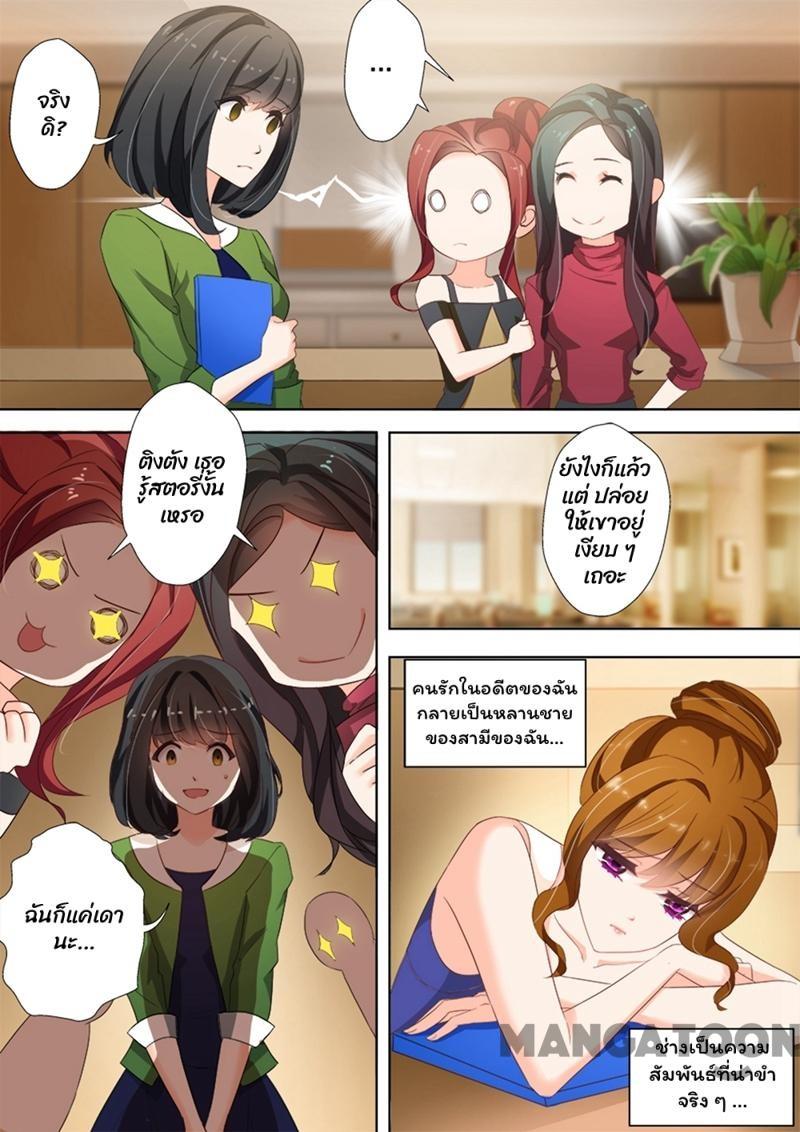 จริง
ดิ?
...
ติงตัง เธอ
รู้สตอรี่งั้น
เหรอ
ยังไงก็แล้ว
แต่ ปล่อย
ให้เขาอยู่
เงียบ ๆ
เถอะ
ฉันก็แค่เดา
นะ...
คนรักในอดีตของฉัน
กลายเป็นหลานชาย
ของสามีของฉัน...
ช่างเป็นความ
สัมพันธ์ที่น่าขำ
จริง ๆ ...
MANGATOON